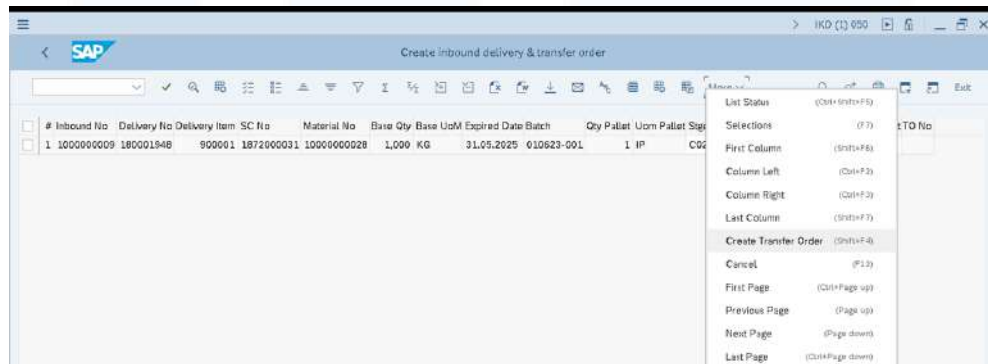 IKD (1) 050
SAP
Create inbound delivery & transfer order
More
Exit
# Inbound No Delivery No Delivery Item SC No Material No Base Qty Base UoM Expired Date Batch Qty Pallet Uom Pallet TO No
1 1000000009 180001948 900001 1872000031 10000000028 1,000 KG 31.05.2025 010623-001 1 IP
List Status (Ctrl+Shift+F5)
Selections (F7)
First Column (Shift+F6)
Column Left (Ctrl+F2)
Column Right (Ctrl+F3)
Last Column (Shift+F7)
Create Transfer Order (Shift+F4)
Cancel (F12)
First Page (Ctrl+Page up)
Previous Page (Page up)
Next Page (Page down)
Last Page (Ctrl+Page down)